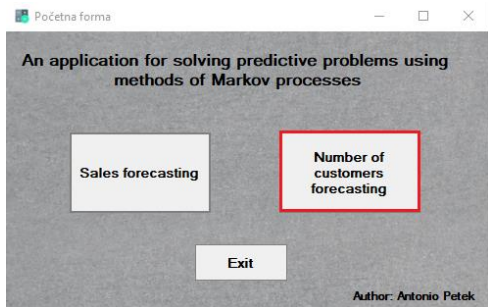 Početna forma
An application for solving predictive problems using
methods of Markov processes
Sales forecasting
Number of
customers
forecasting
Exit
Author: Antonio Petek